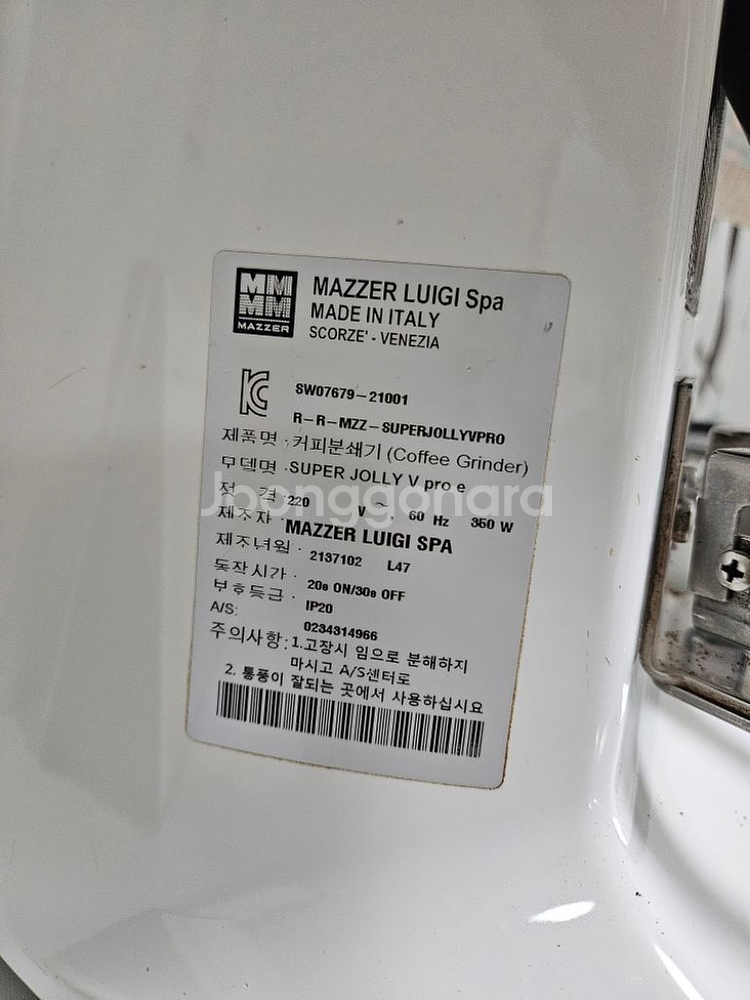 MM
MM
MAZZER
MAZZER LUIGI Spa
MADE IN ITALY
SCORZE' - VENEZIA
SW07679-21001
R-R-MZZ-SUPERJOLLYVPRO
제품명 : 커피분쇄기 (Coffee Grinder)
모델명 : SUPER JOLLY V pro e
정 격 : 220 V ~, 60 Hz 350 W
제조자 : MAZZER LUIGI SPA
제조년월 : 2137102 L47
동작시간 : 20s ON/30s OFF
보호등급 : IP20
A/S: 0234314966
주의사항: 1.고장시 임으로 분해하지
마시고 A/S센터로
2. 통풍이 잘되는 곳에서 사용하십시요
Joonggonara